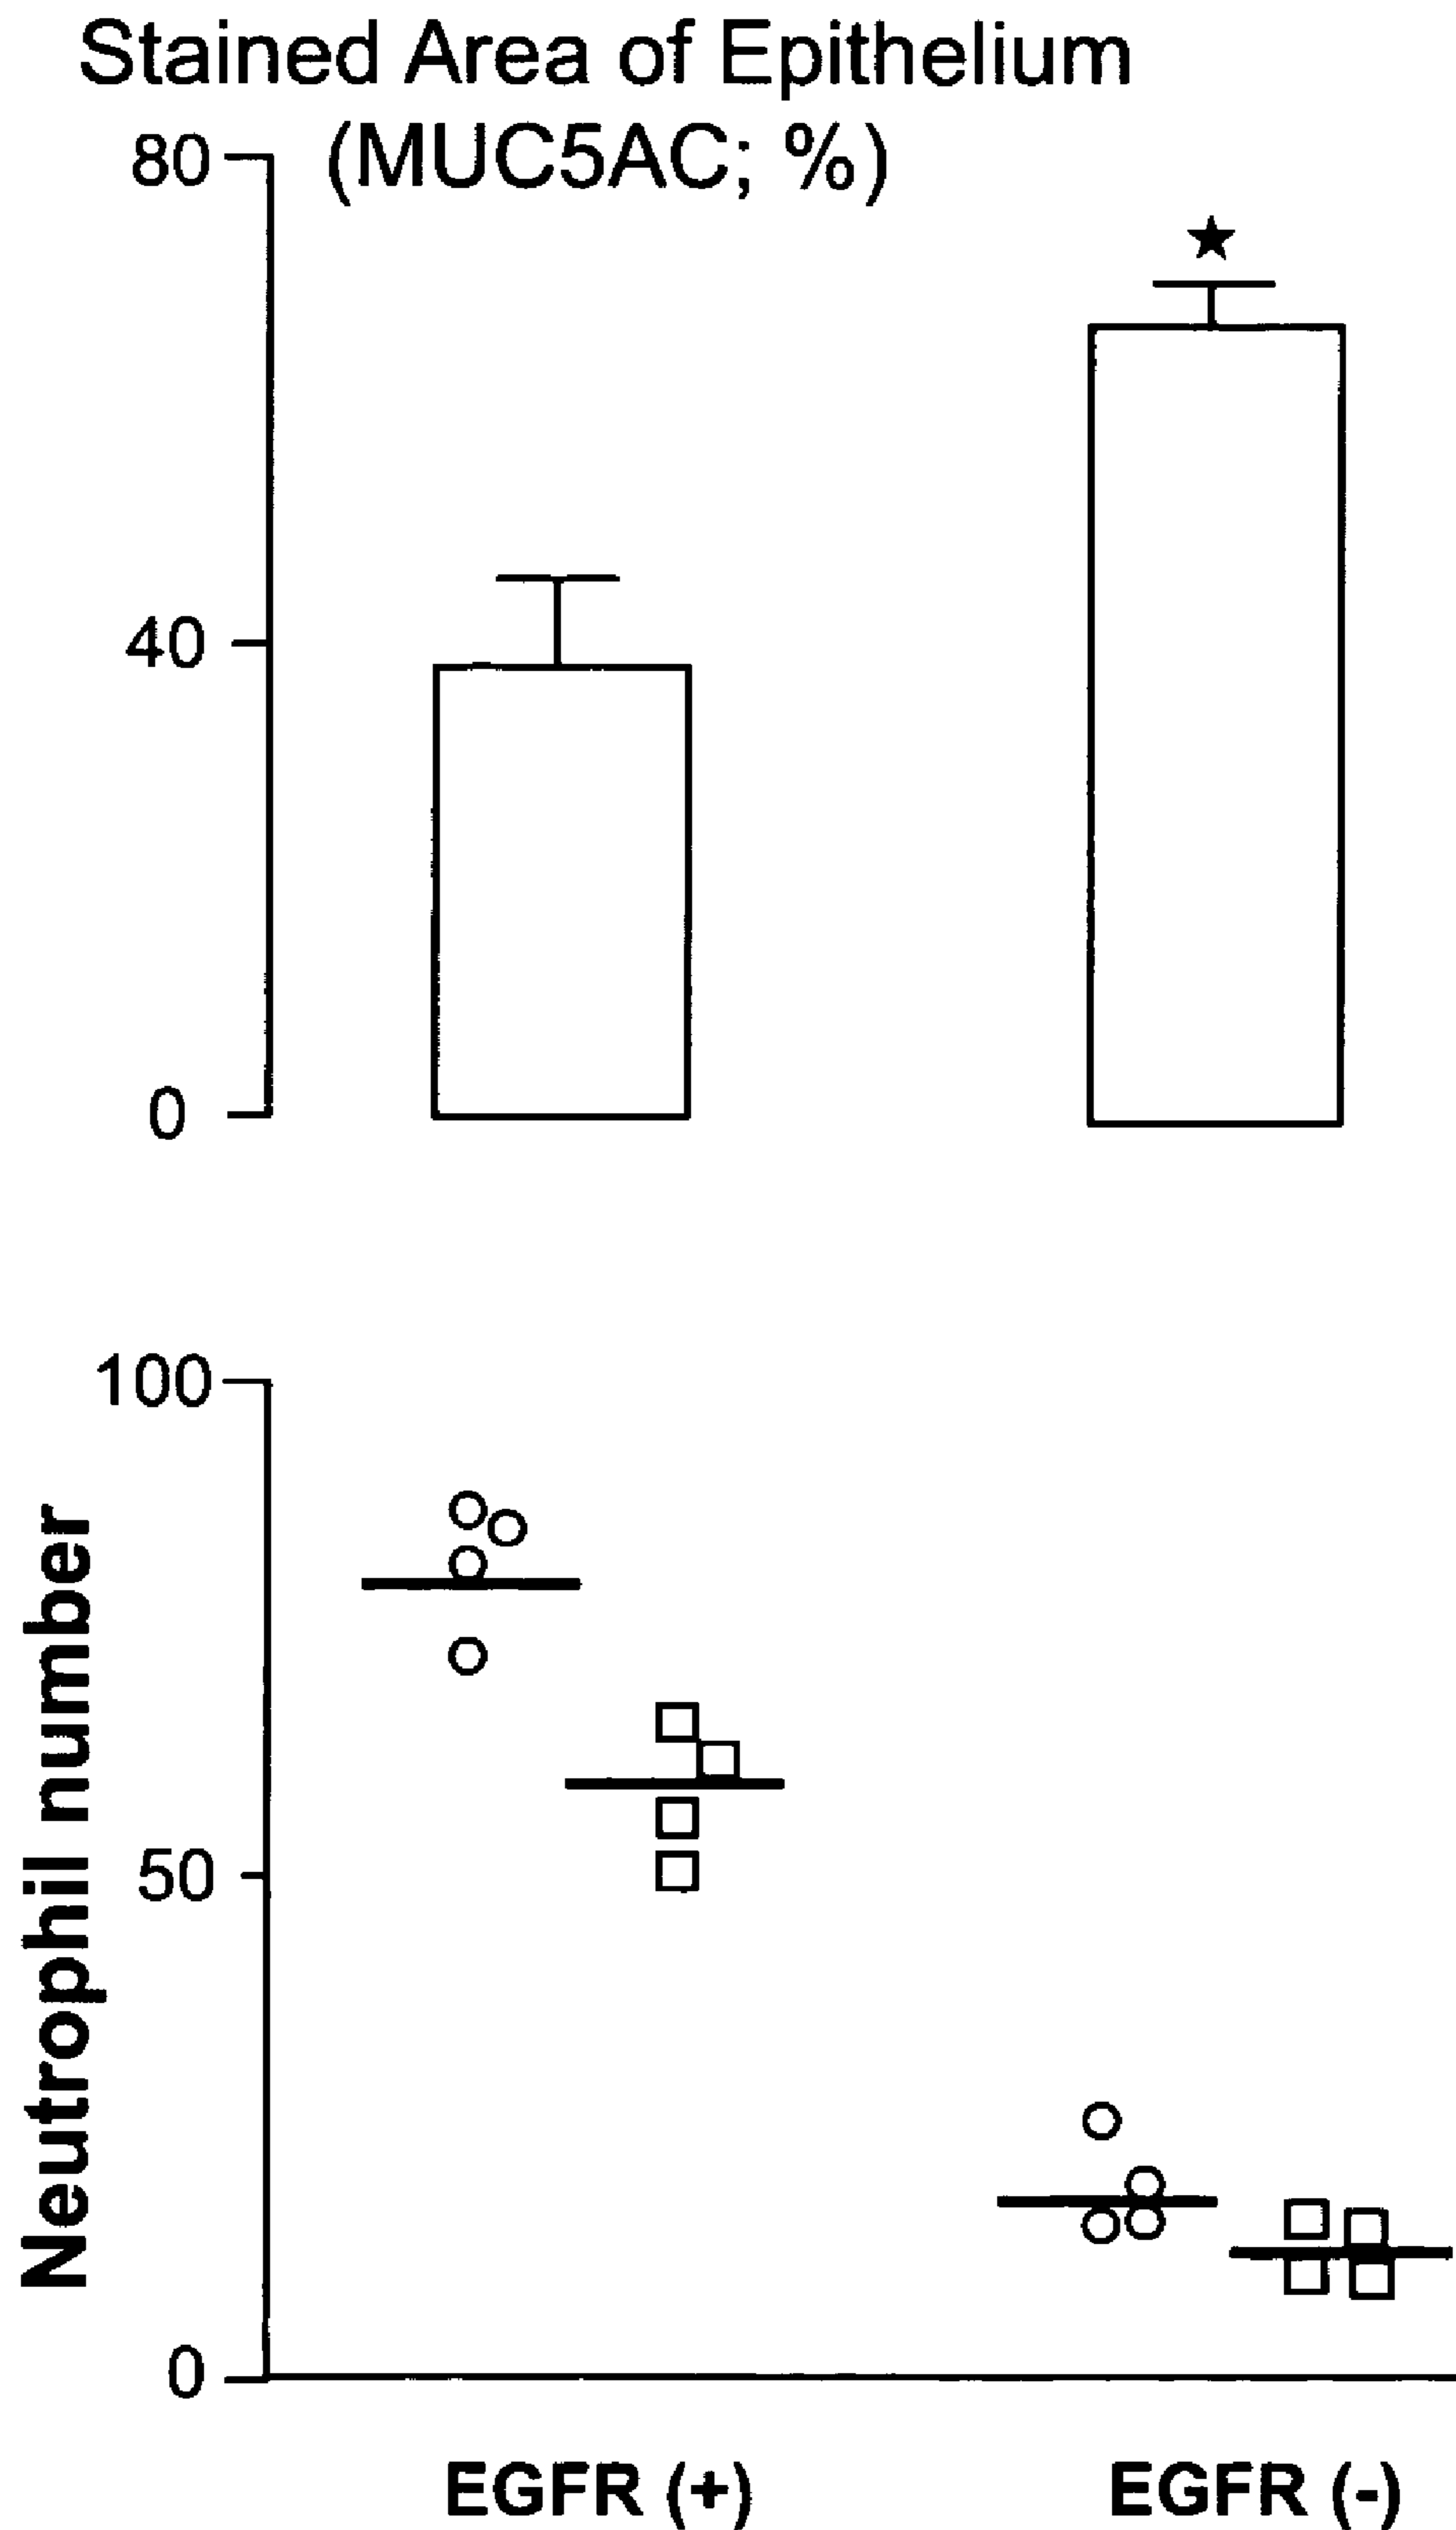 Stained Area of Epithelium
(MUC5AC; %)
80
40
0
100
50
0
Neutrophil number
EGFR (+) EGFR (-)